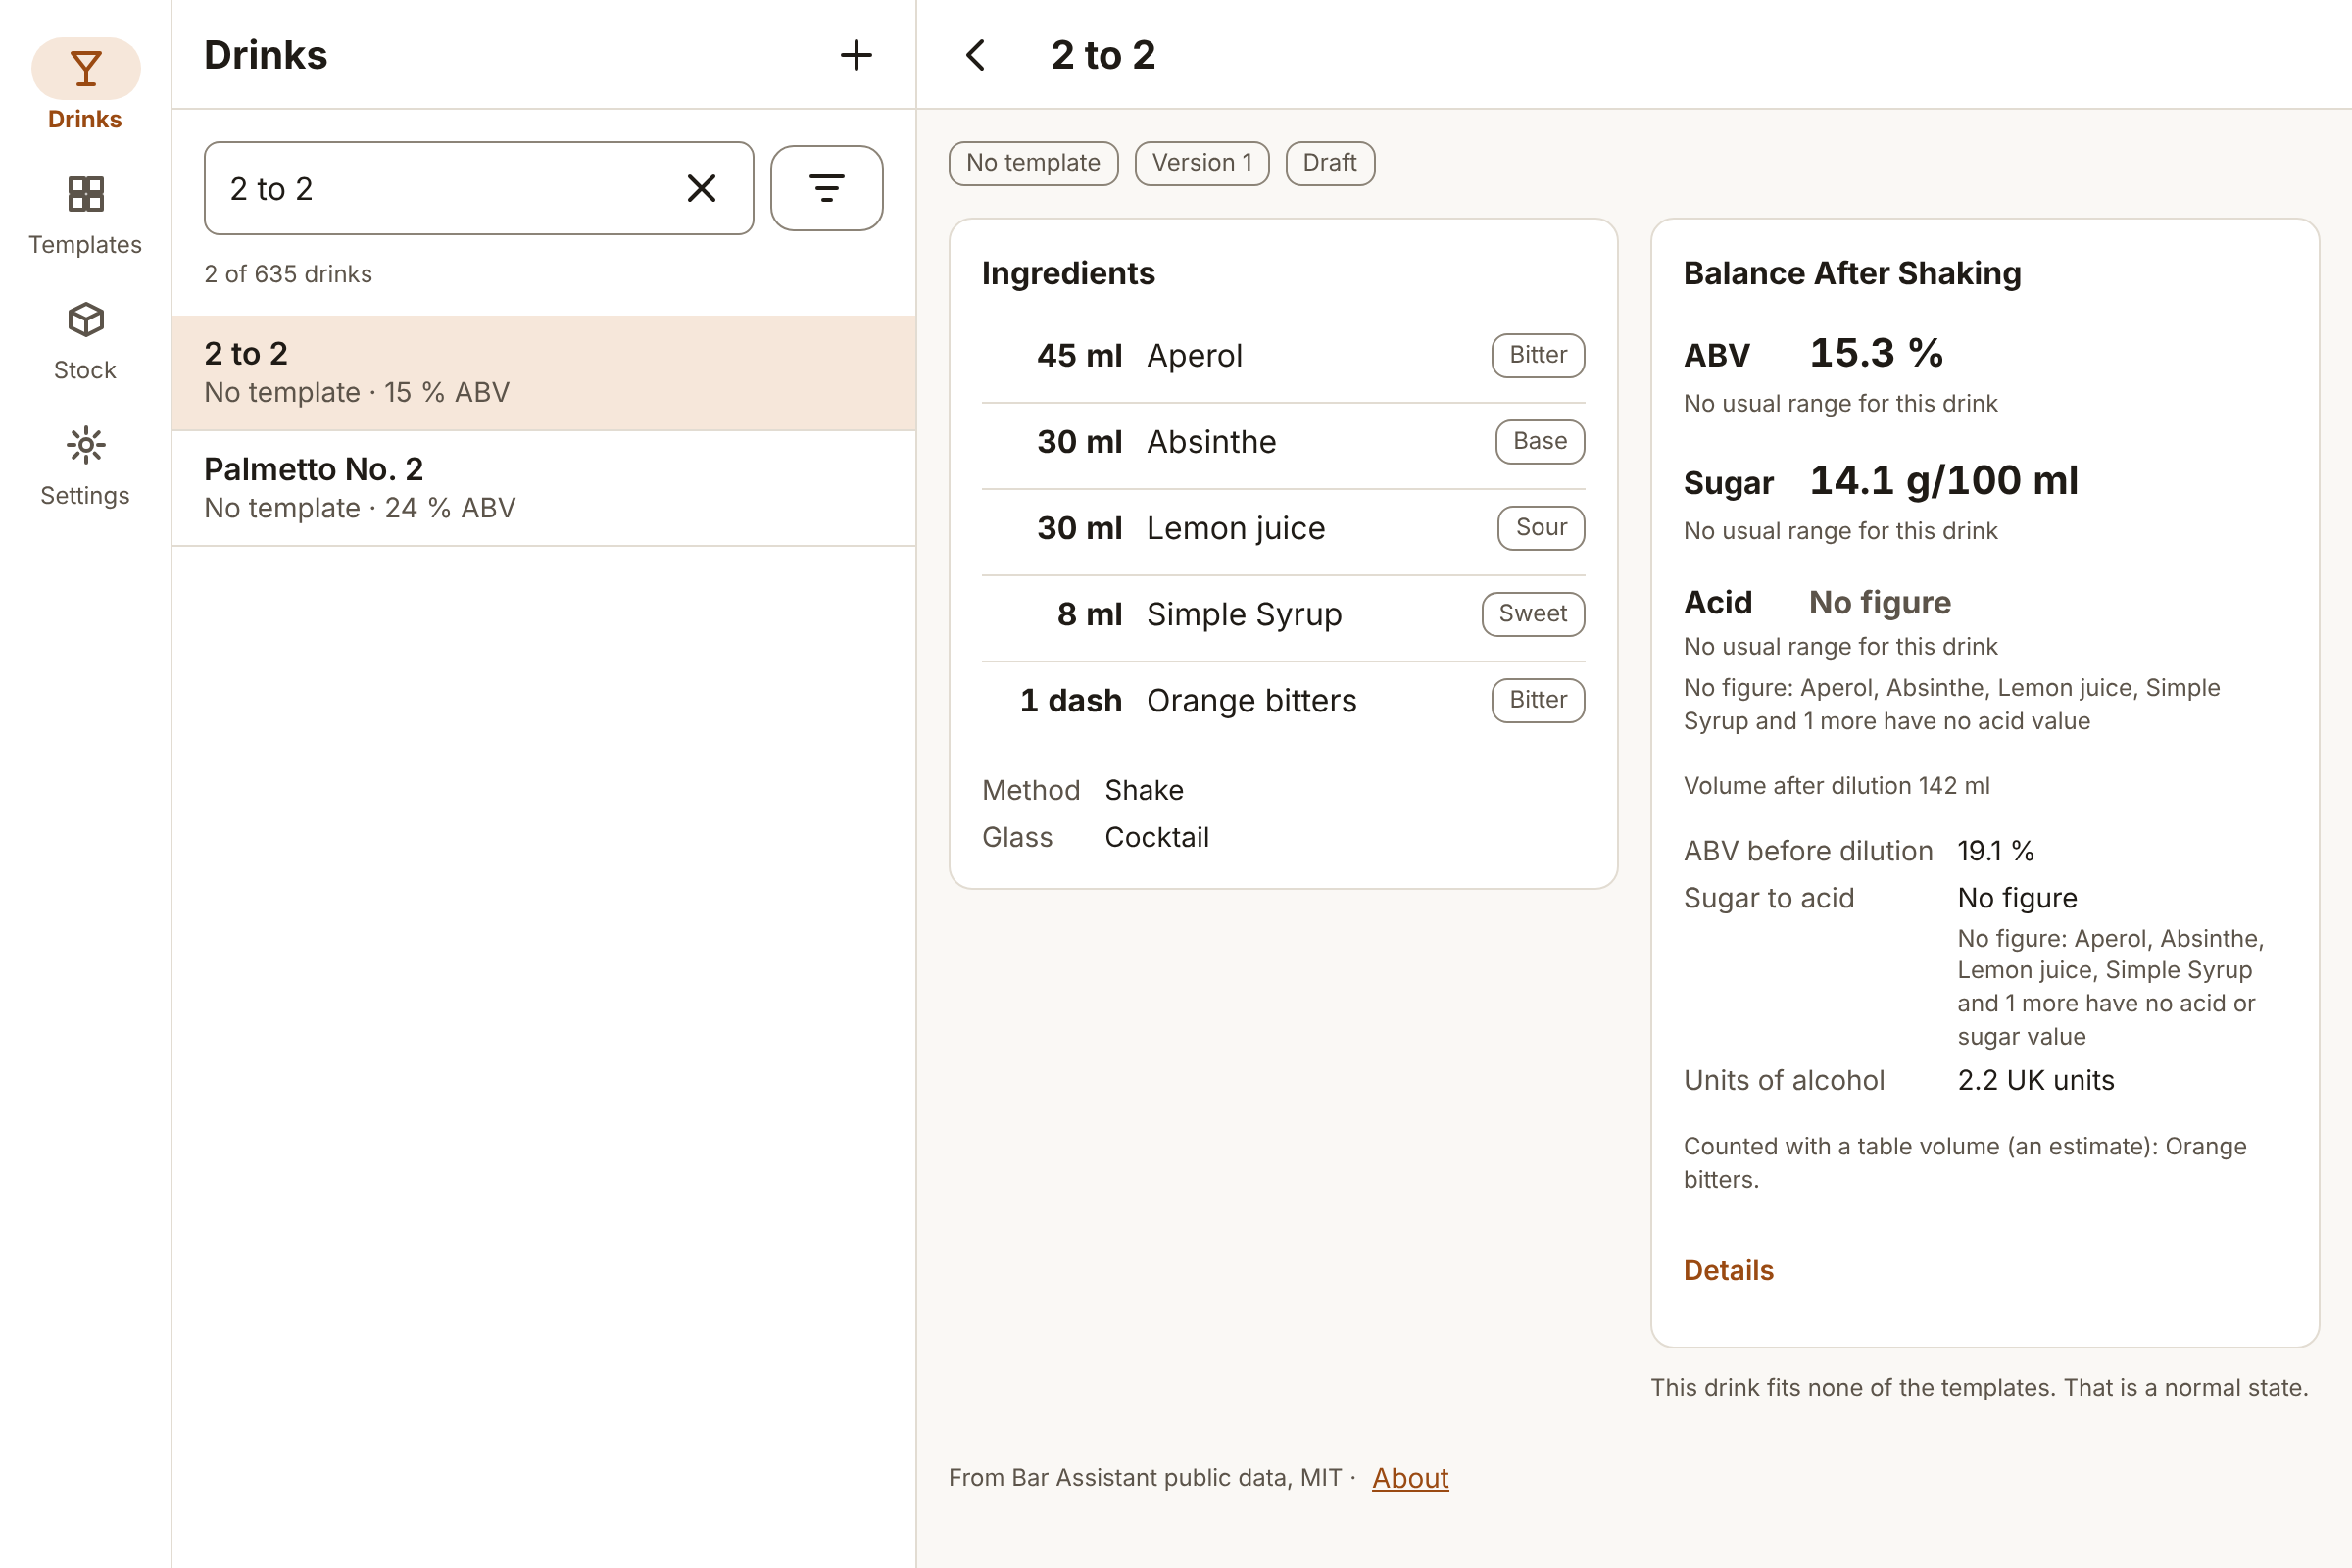 Drinks
Templates
Stock
Settings
Drinks
2 to 2
2 of 635 drinks
2 to 2
No template · 15 % ABV
Palmetto No. 2
No template · 24 % ABV
2 to 2
No template
Version 1
Draft
Ingredients
45 ml Aperol Bitter
30 ml Absinthe Base
30 ml Lemon juice Sour
8 ml Simple Syrup Sweet
1 dash Orange bitters Bitter
Method Shake
Glass Cocktail
Balance After Shaking
ABV 15.3 %
No usual range for this drink
Sugar 14.1 g/100 ml
No usual range for this drink
Acid No figure
No usual range for this drink
No figure: Aperol, Absinthe, Lemon juice, Simple
Syrup and 1 more have no acid value
Volume after dilution 142 ml
ABV before dilution 19.1 %
Sugar to acid No figure
No figure: Aperol, Absinthe,
Lemon juice, Simple Syrup
and 1 more have no acid or
sugar value
Units of alcohol 2.2 UK units
Counted with a table volume (an estimate): Orange
bitters.
Details
This drink fits none of the templates. That is a normal state.
From Bar Assistant public data, MIT · About